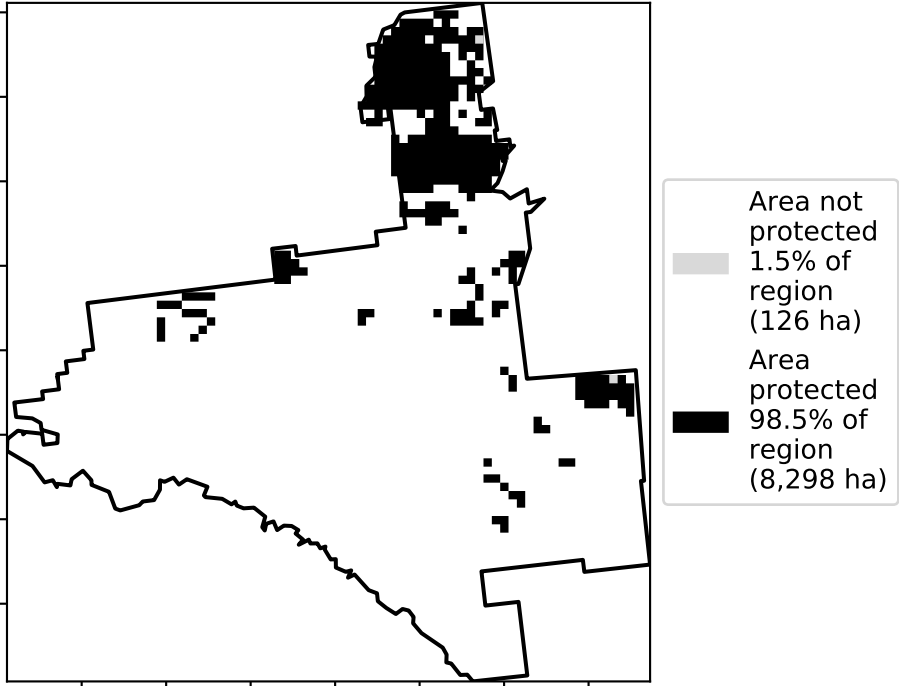 Area not
protected
1.5% of
region
(126 ha)
Area
protected
98.5% of
region
(8,298 ha)